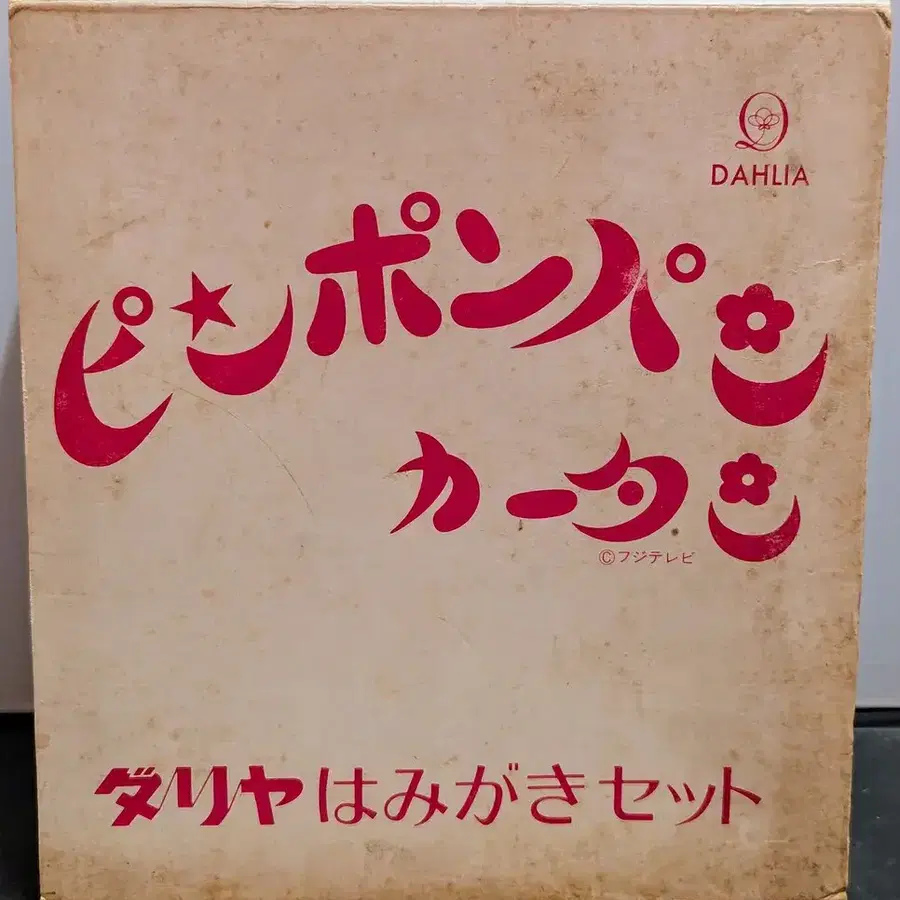 DAHLIA
ピンポンパン
カータン
©フジテレビ
ダリヤはみがきセット